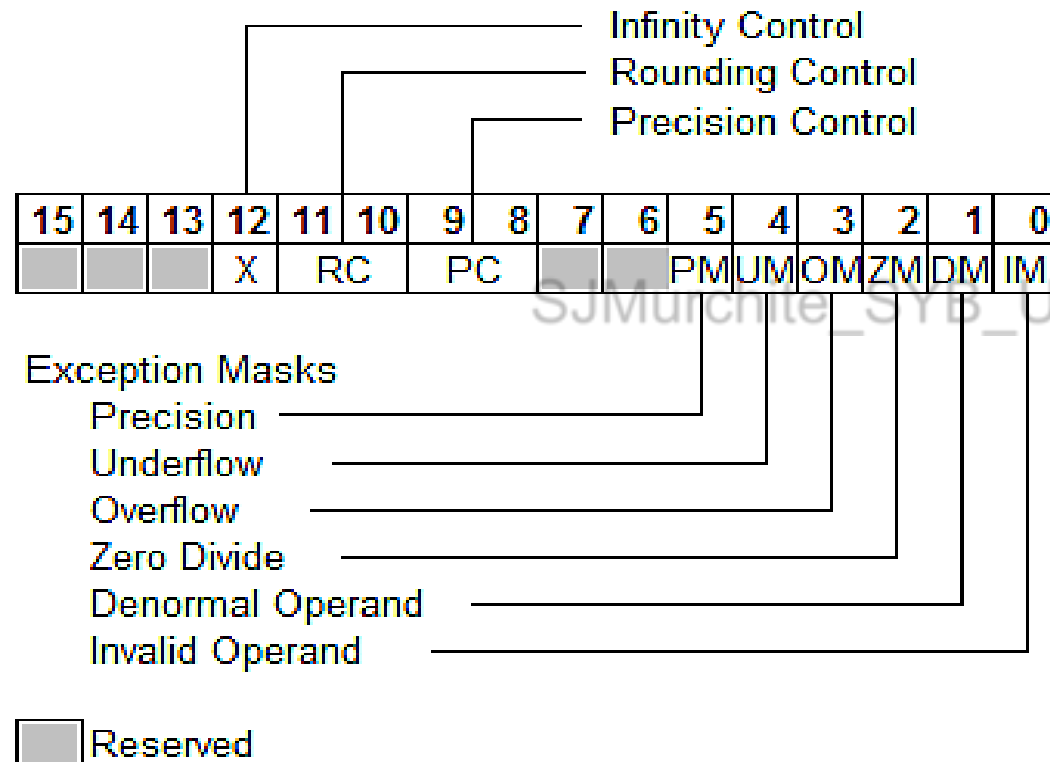 Infinity Control
Rounding Control
Precision Control
15 14 13 12 11 10 9 8 7 6 5 4 3 2 1 0
X RC PC PM UM OM ZM DM IM
SJMurchite_SYB_U
Exception Masks
Precision
Underflow
Overflow
Zero Divide
Denormal Operand
Invalid Operand
Reserved